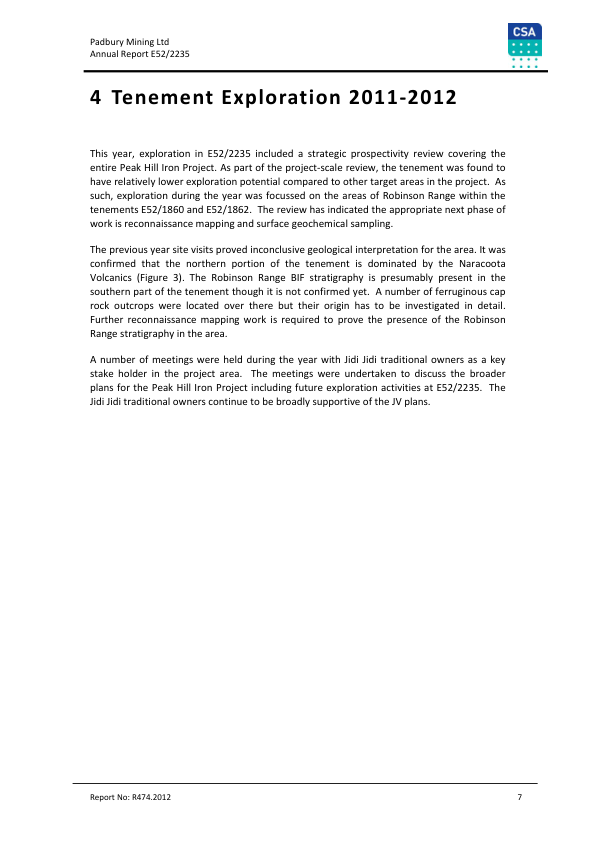 Padbury Mining Ltd
Annual Report E52/2235
CSA
4 Tenement Exploration 2011-2012
This year, exploration in E52/2235 included a strategic prospectivity review covering the
entire Peak Hill Iron Project. As part of the project-scale review, the tenement was found to
have relatively lower exploration potential compared to other target areas in the project. As
such, exploration during the year was focussed on the areas of Robinson Range within the
tenements E52/1860 and E52/1862. The review has indicated the appropriate next phase of
work is reconnaissance mapping and surface geochemical sampling.
The previous year site visits proved inconclusive geological interpretation for the area. It was
confirmed that the northern portion of the tenement is dominated by the Naracoota
Volcanics (Figure 3). The Robinson Range BIF stratigraphy is presumably present in the
southern part of the tenement though it is not confirmed yet. A number of ferruginous cap
rock outcrops were located over there but their origin has to be investigated in detail.
Further reconnaissance mapping work is required to prove the presence of the Robinson
Range stratigraphy in the area.
A number of meetings were held during the year with Jidi Jidi traditional owners as a key
stake holder in the project area. The meetings were undertaken to discuss the broader
plans for the Peak Hill Iron Project including future exploration activities at E52/2235. The
Jidi Jidi traditional owners continue to be broadly supportive of the JV plans.
Report No: R474.2012
7